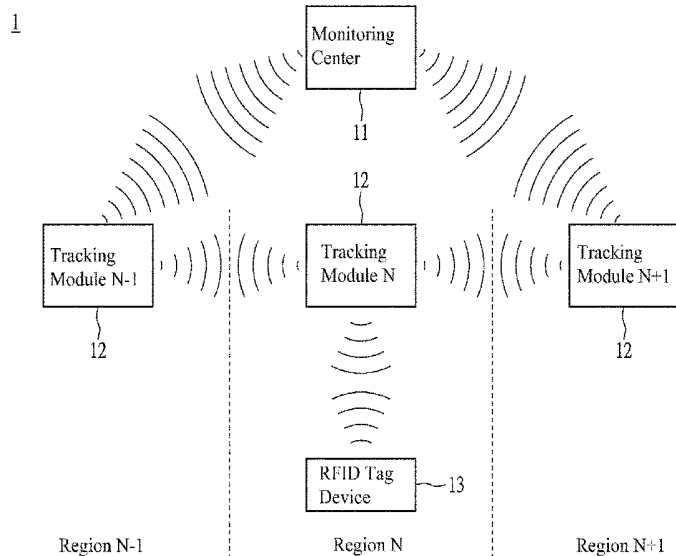 1
Monitoring
Center
11
12
Tracking
Module N-1
Tracking
Module N
Tracking
Module N+1
12
12
RFID Tag
Device
13
Region N-1
Region N
Region N+1